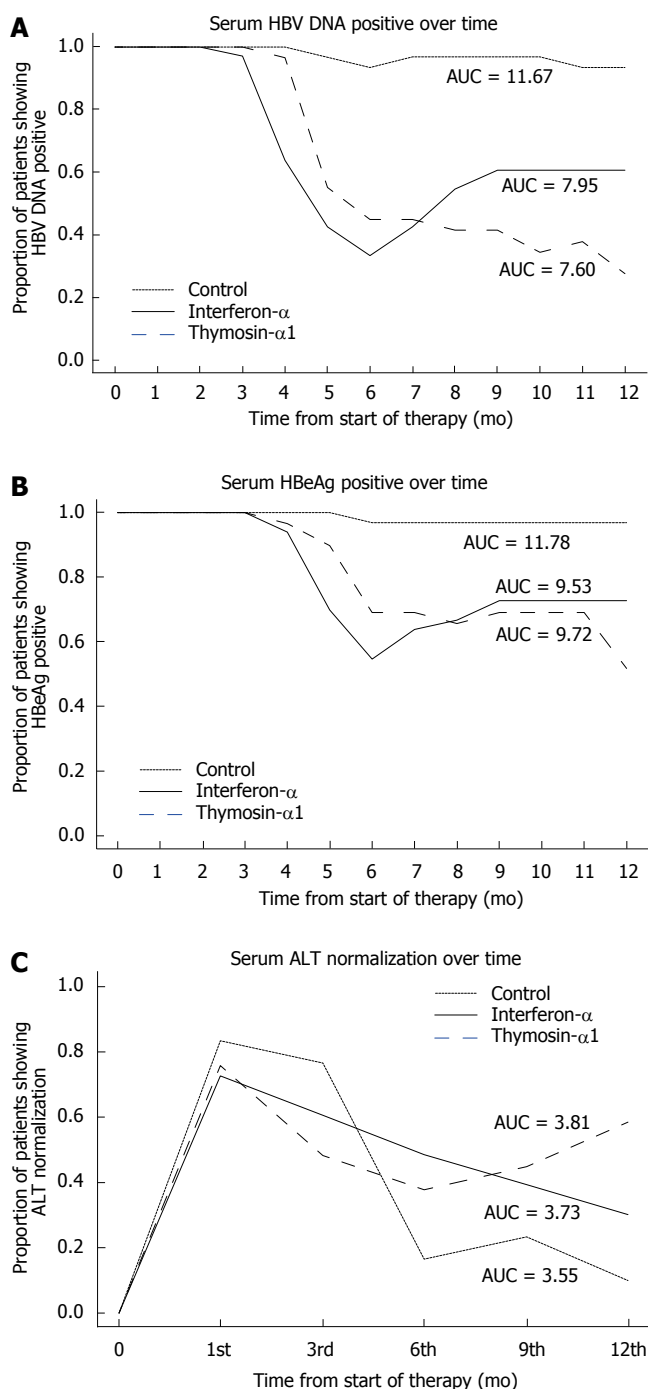 A
Serum HBV DNA positive over time
Proportion of patients showing
HBV DNA positive
1.0
0.8
0.6
0.4
0.2
0.0
AUC = 11.67
AUC = 7.95
AUC = 7.60
Control
Interferon-α
Thymosin-α1
0 1 2 3 4 5 6 7 8 9 10 11 12
Time from start of therapy (mo)
B
Serum HBeAg positive over time
Proportion of patients showing
HBeAg positive
1.0
0.8
0.6
0.4
0.2
0.0
AUC = 11.78
AUC = 9.53
AUC = 9.72
Control
Interferon-α
Thymosin-α1
0 1 2 3 4 5 6 7 8 9 10 11 12
Time from start of therapy (mo)
C
Serum ALT normalization over time
Proportion of patients showing
ALT normalization
1.0
0.8
0.6
0.4
0.2
0.0
Control
Interferon-α
Thymosin-α1
AUC = 3.81
AUC = 3.73
AUC = 3.55
0 1st 3rd 6th 9th 12th
Time from start of therapy (mo)